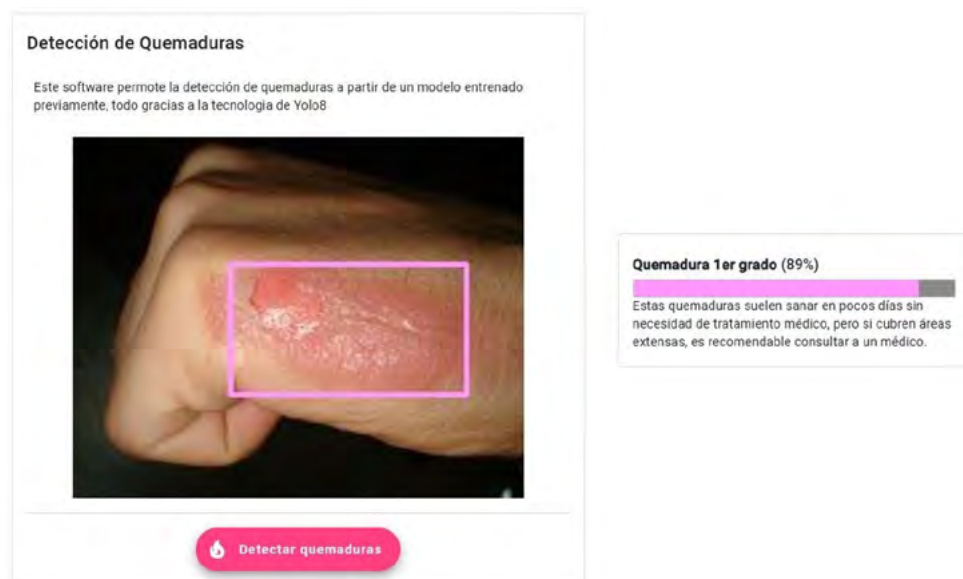 Detección de Quemaduras
Este software permote la detección de quemaduras a partir de un modelo entrenado
previamente, todo gracias a la tecnologia de Yolo8
Quemadura 1er grado (89%)
Estas quemaduras suelen sanar en pocos días sin
necesidad de tratamiento médico, pero si cubren áreas
extensas, es recomendable consultar a un médico.
Detectar quemaduras